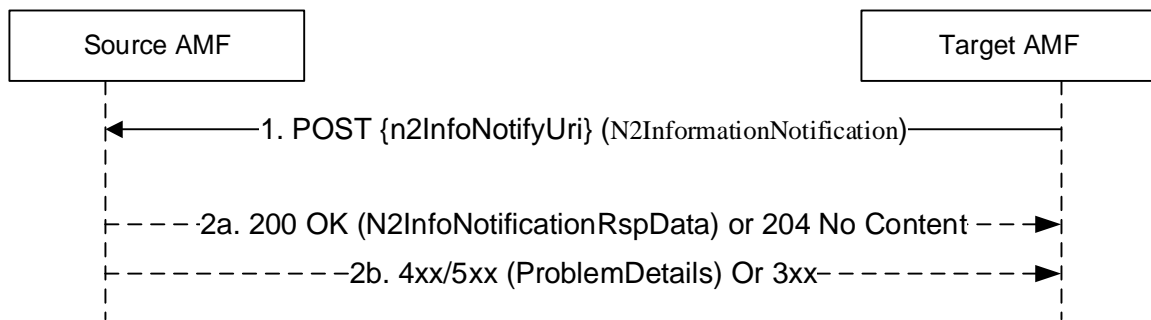 Source AMF
Target AMF
1. POST {n2InfoNotifyUri} (N2InformationNotification)
2a. 200 OK (N2InfoNotificationRspData) or 204 No Content
2b. 4xx/5xx (ProblemDetails) Or 3xx